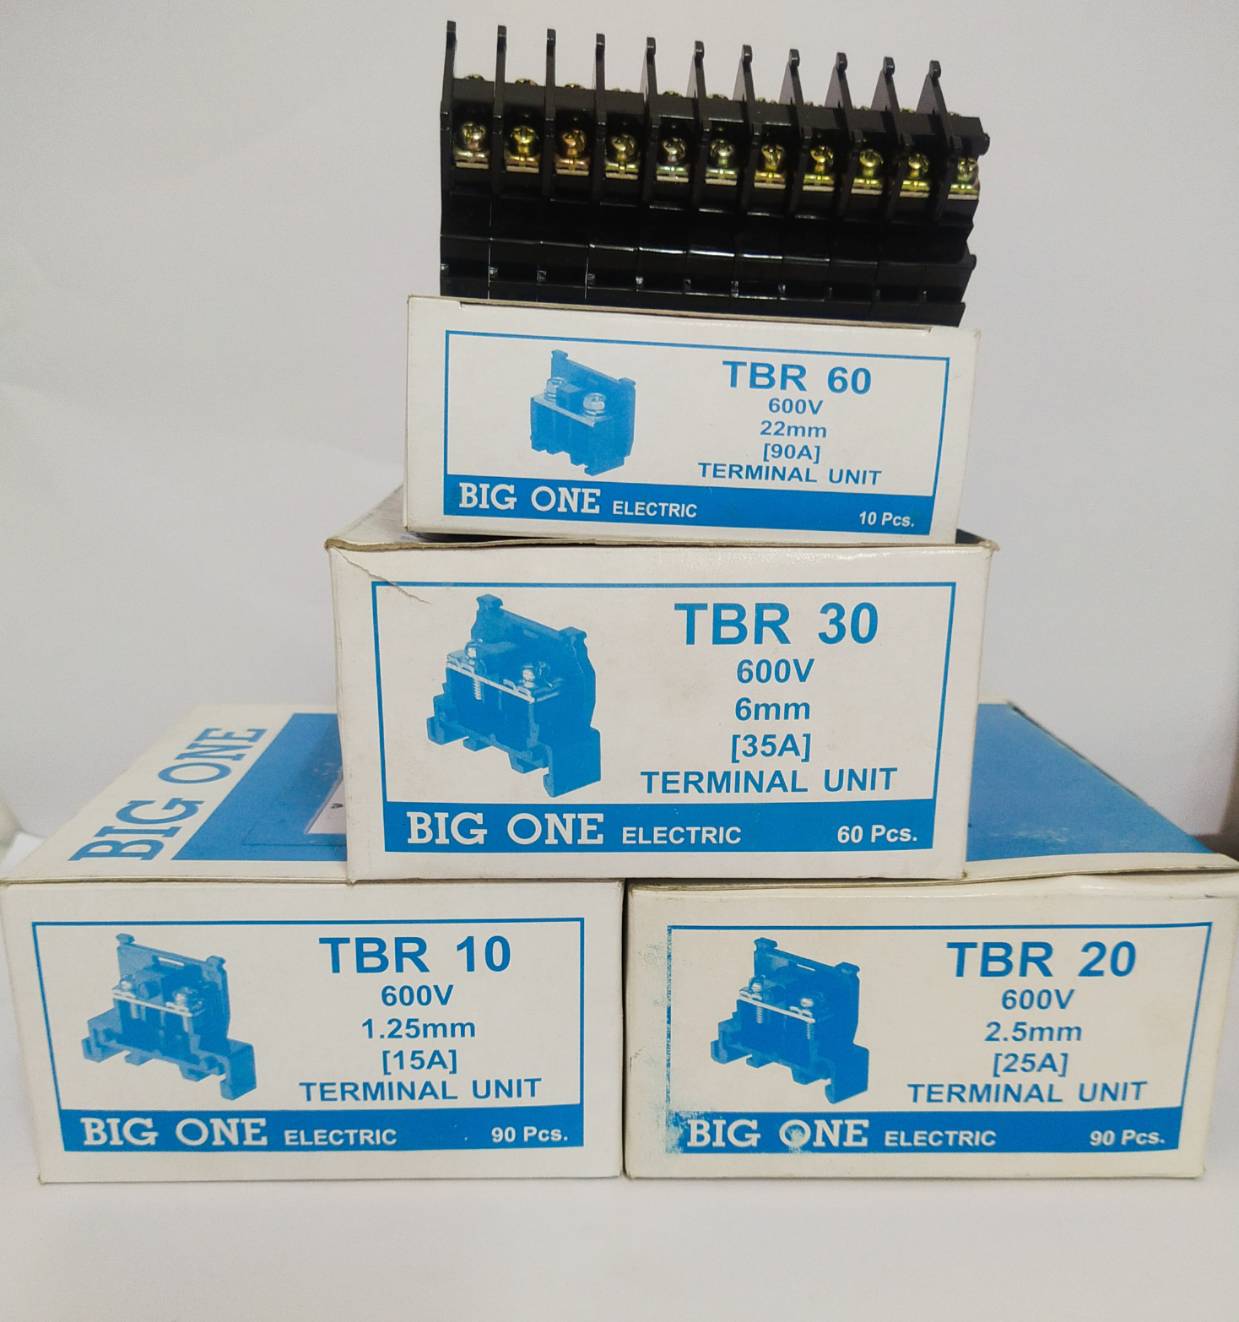 TBR 60
600V
22mm
[90A]
TERMINAL UNIT
BIG ONE ELECTRIC 10 Pcs.
TBR 30
600V
6mm
[35A]
TERMINAL UNIT
BIG ONE ELECTRIC 60 Pcs.
BIG ONE
TBR 10
600V
1.25mm
[15A]
TERMINAL UNIT
BIG ONE ELECTRIC 90 Pcs.
TBR 20
600V
2.5mm
[25A]
TERMINAL UNIT
BIG ONE ELECTRIC 90 Pcs.